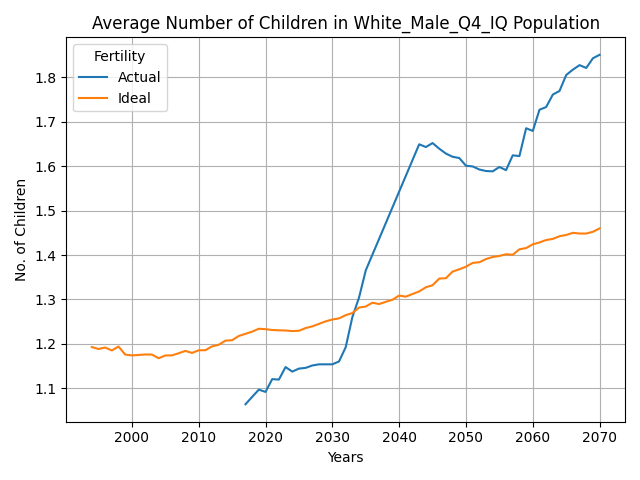 Average Number of Children in White_Male_Q4_IQ Population
Fertility
Actual
Ideal
No. of Children
1.8
1.7
1.6
1.5
1.4
1.3
1.2
1.1
2000
2010
2020
2030
2040
2050
2060
2070
Years